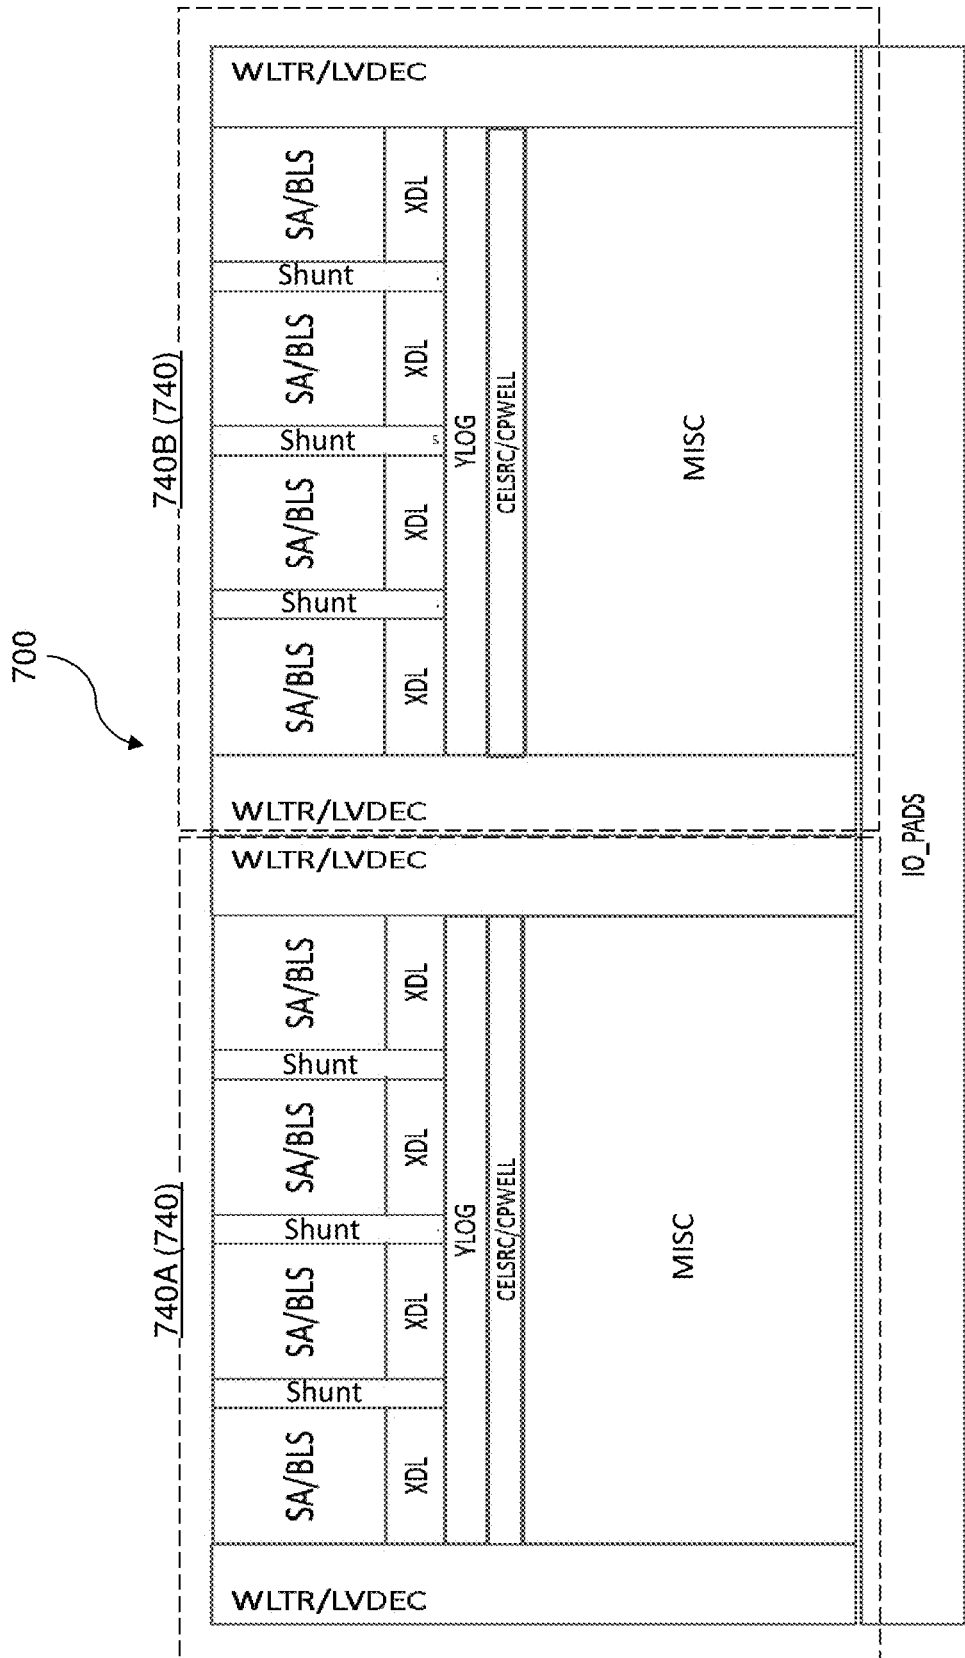 700
740A (740)
740B (740)
WLTR/LVDEC
SA/BLS
Shunt
SA/BLS
Shunt
SA/BLS
Shunt
SA/BLS
WLTR/LVDEC
WLTR/LVDEC
SA/BLS
Shunt
SA/BLS
Shunt
SA/BLS
Shunt
SA/BLS
WLTR/LVDEC
XDL
XDL
XDL
XDL
XDL
XDL
XDL
XDL
YLOG
YLOG
CELSRC/CPWELL
CELSRC/CPWELL
MISC
MISC
IO_PADS